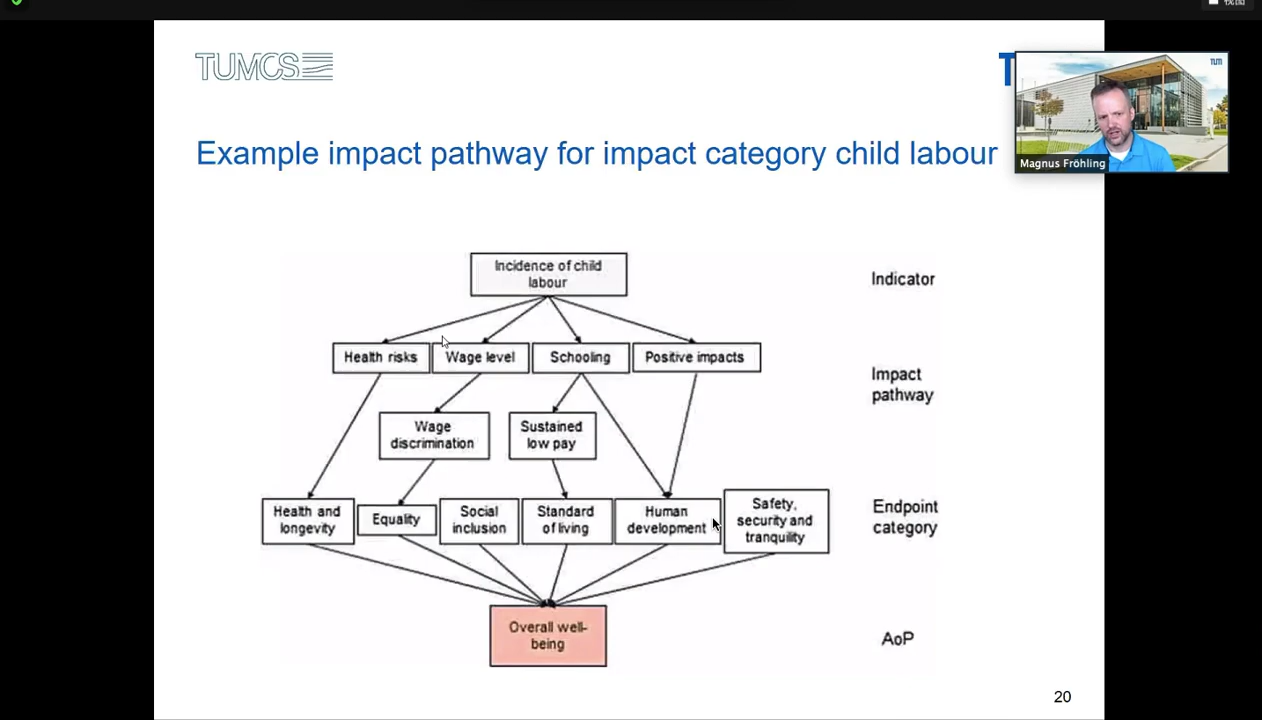 TUMCS
T
TUM
Magnus Fröhling
Example impact pathway for impact category child labour
Incidence of child
labour
Indicator
Health risks
Wage level
Schooling
Positive impacts
Impact
pathway
Wage
discrimination
Sustained
low pay
Health and
longevity
Equality
Social
inclusion
Standard
of living
Human
development
Safety,
security and
tranquility
Endpoint
category
Overall well-
being
AoP
20